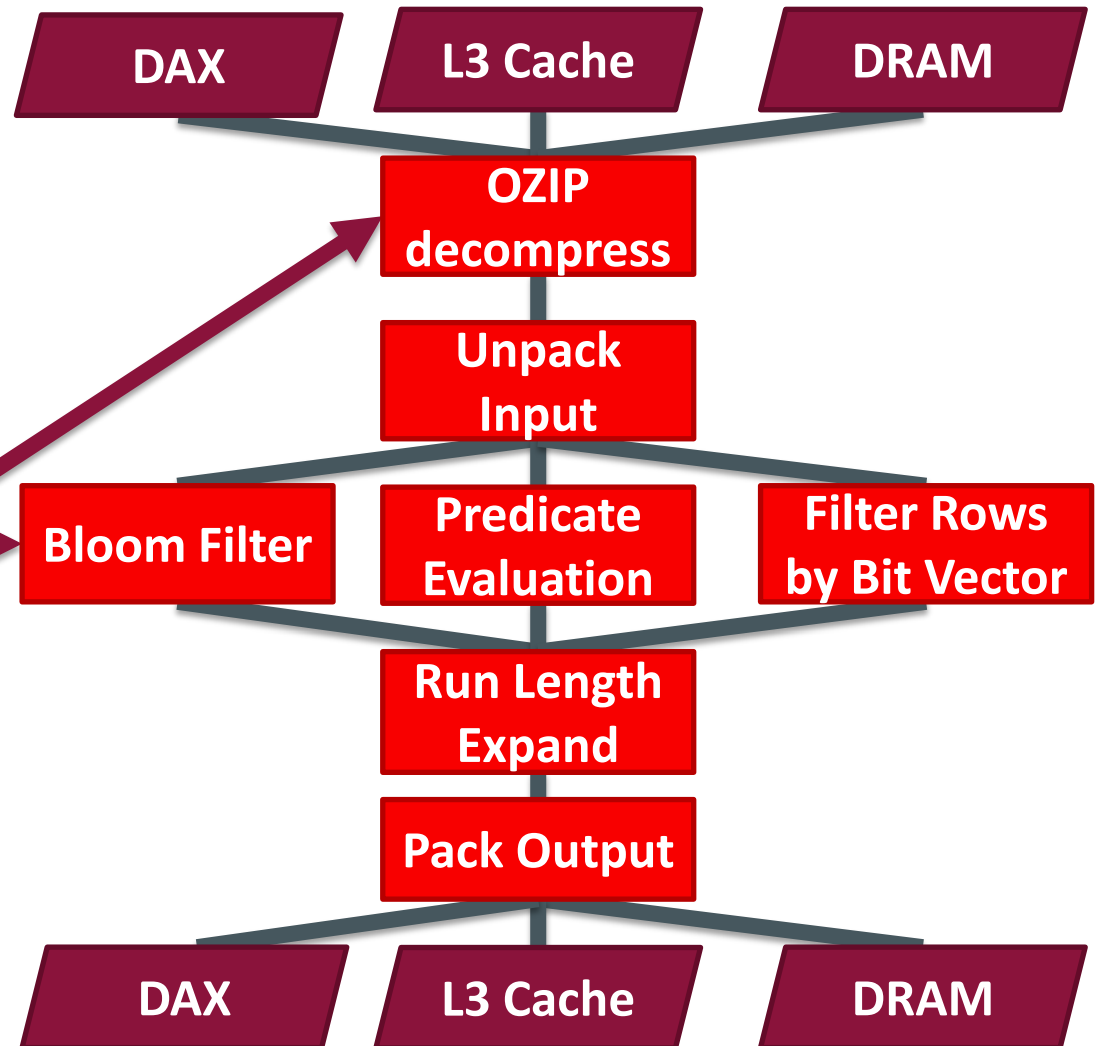 DAX
L3 Cache
DRAM
OZIP
decompress
Unpack
Input
Bloom Filter
Predicate
Evaluation
Filter Rows
by Bit Vector
Run Length
Expand
Pack Output
DAX
L3 Cache
DRAM